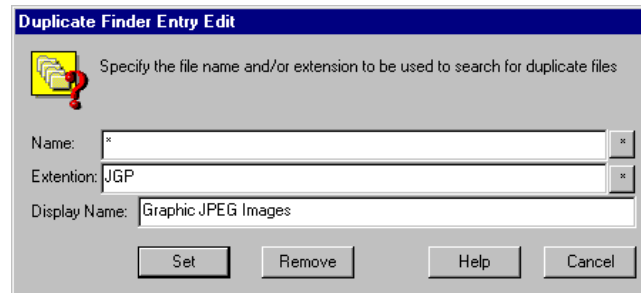 Duplicate Finder Entry Edit
Specify the file name and/or extension to be used to search for duplicate files
Name: * *
Extention: JGP *
Display Name: Graphic JPEG Images
Set Remove Help Cancel